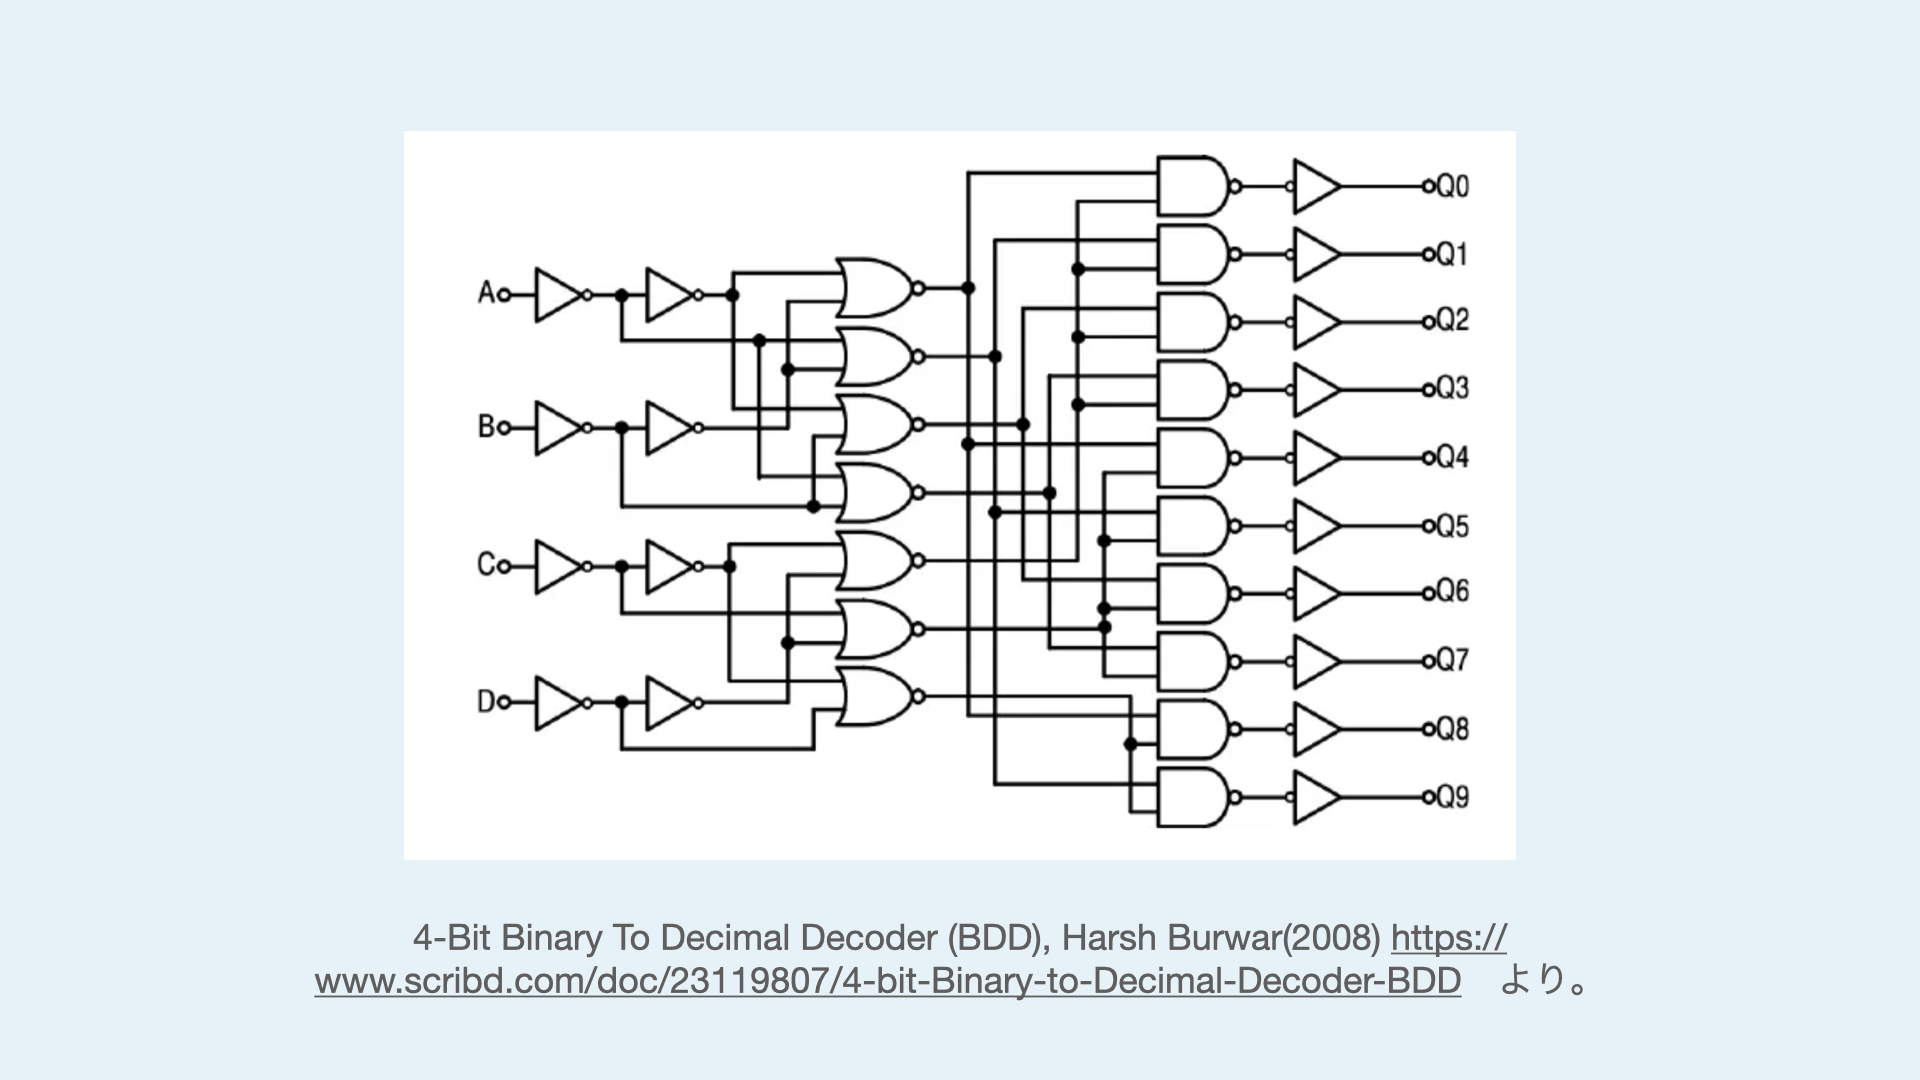 A
B
C
D
Q0
Q1
Q2
Q3
Q4
Q5
Q6
Q7
Q8
Q9
4-Bit Binary To Decimal Decoder (BDD), Harsh Burwar(2008) https://
www.scribd.com/doc/23119807/4-bit-Binary-to-Decimal-Decoder-BDD　より。